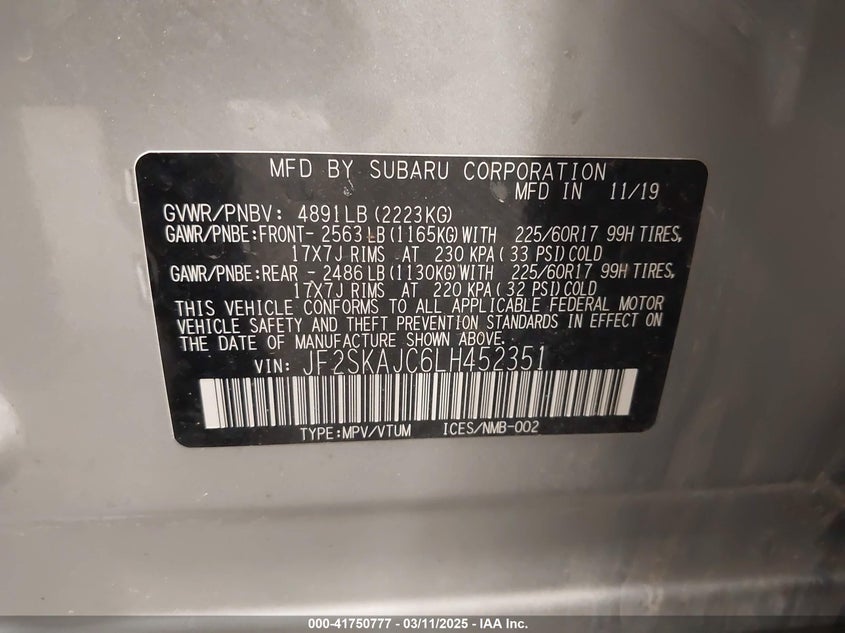 MFD BY SUBARU CORPORATION
MFD IN 11/19
GVWR/PNBV: 4891LB(2223KG)
GAWR/PNBE:FRONT- 2563LB(1165KG)WITH 225/60R17 99H TIRES,
17X7J RIMS AT 230 KPA( 33 PSI)COLD
GAWR/PNBE:REAR - 2486LB(1130KG)WITH 225/60R17 99H TIRES,
17X7J RIMS AT 220 KPA( 32 PSI)COLD
THIS VEHICLE CONFORMS TO ALL APPLICABLE FEDERAL MOTOR
VEHICLE SAFETY AND THEFT PREVENTION STANDARDS IN EFFECT ON
THE DATE OF MANUFACTURE SHOWN ABOVE.
VIN: JF2SKAJC6LH452351
TYPE:MPV/VTUM ICES/NMB-002
000-41750777 - 03/11/2025 - IAA Inc.